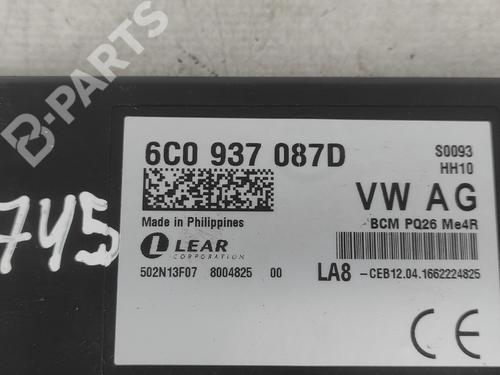 B-PARTS
6C0 937 087D
S0093
HH10
VW AG
Made in Philippines
BCM PQ26 Me4R
LEAR
CORPORATION
502N13F07 8004825 00
LA8 -CEB12.04.1662224825
CE
745